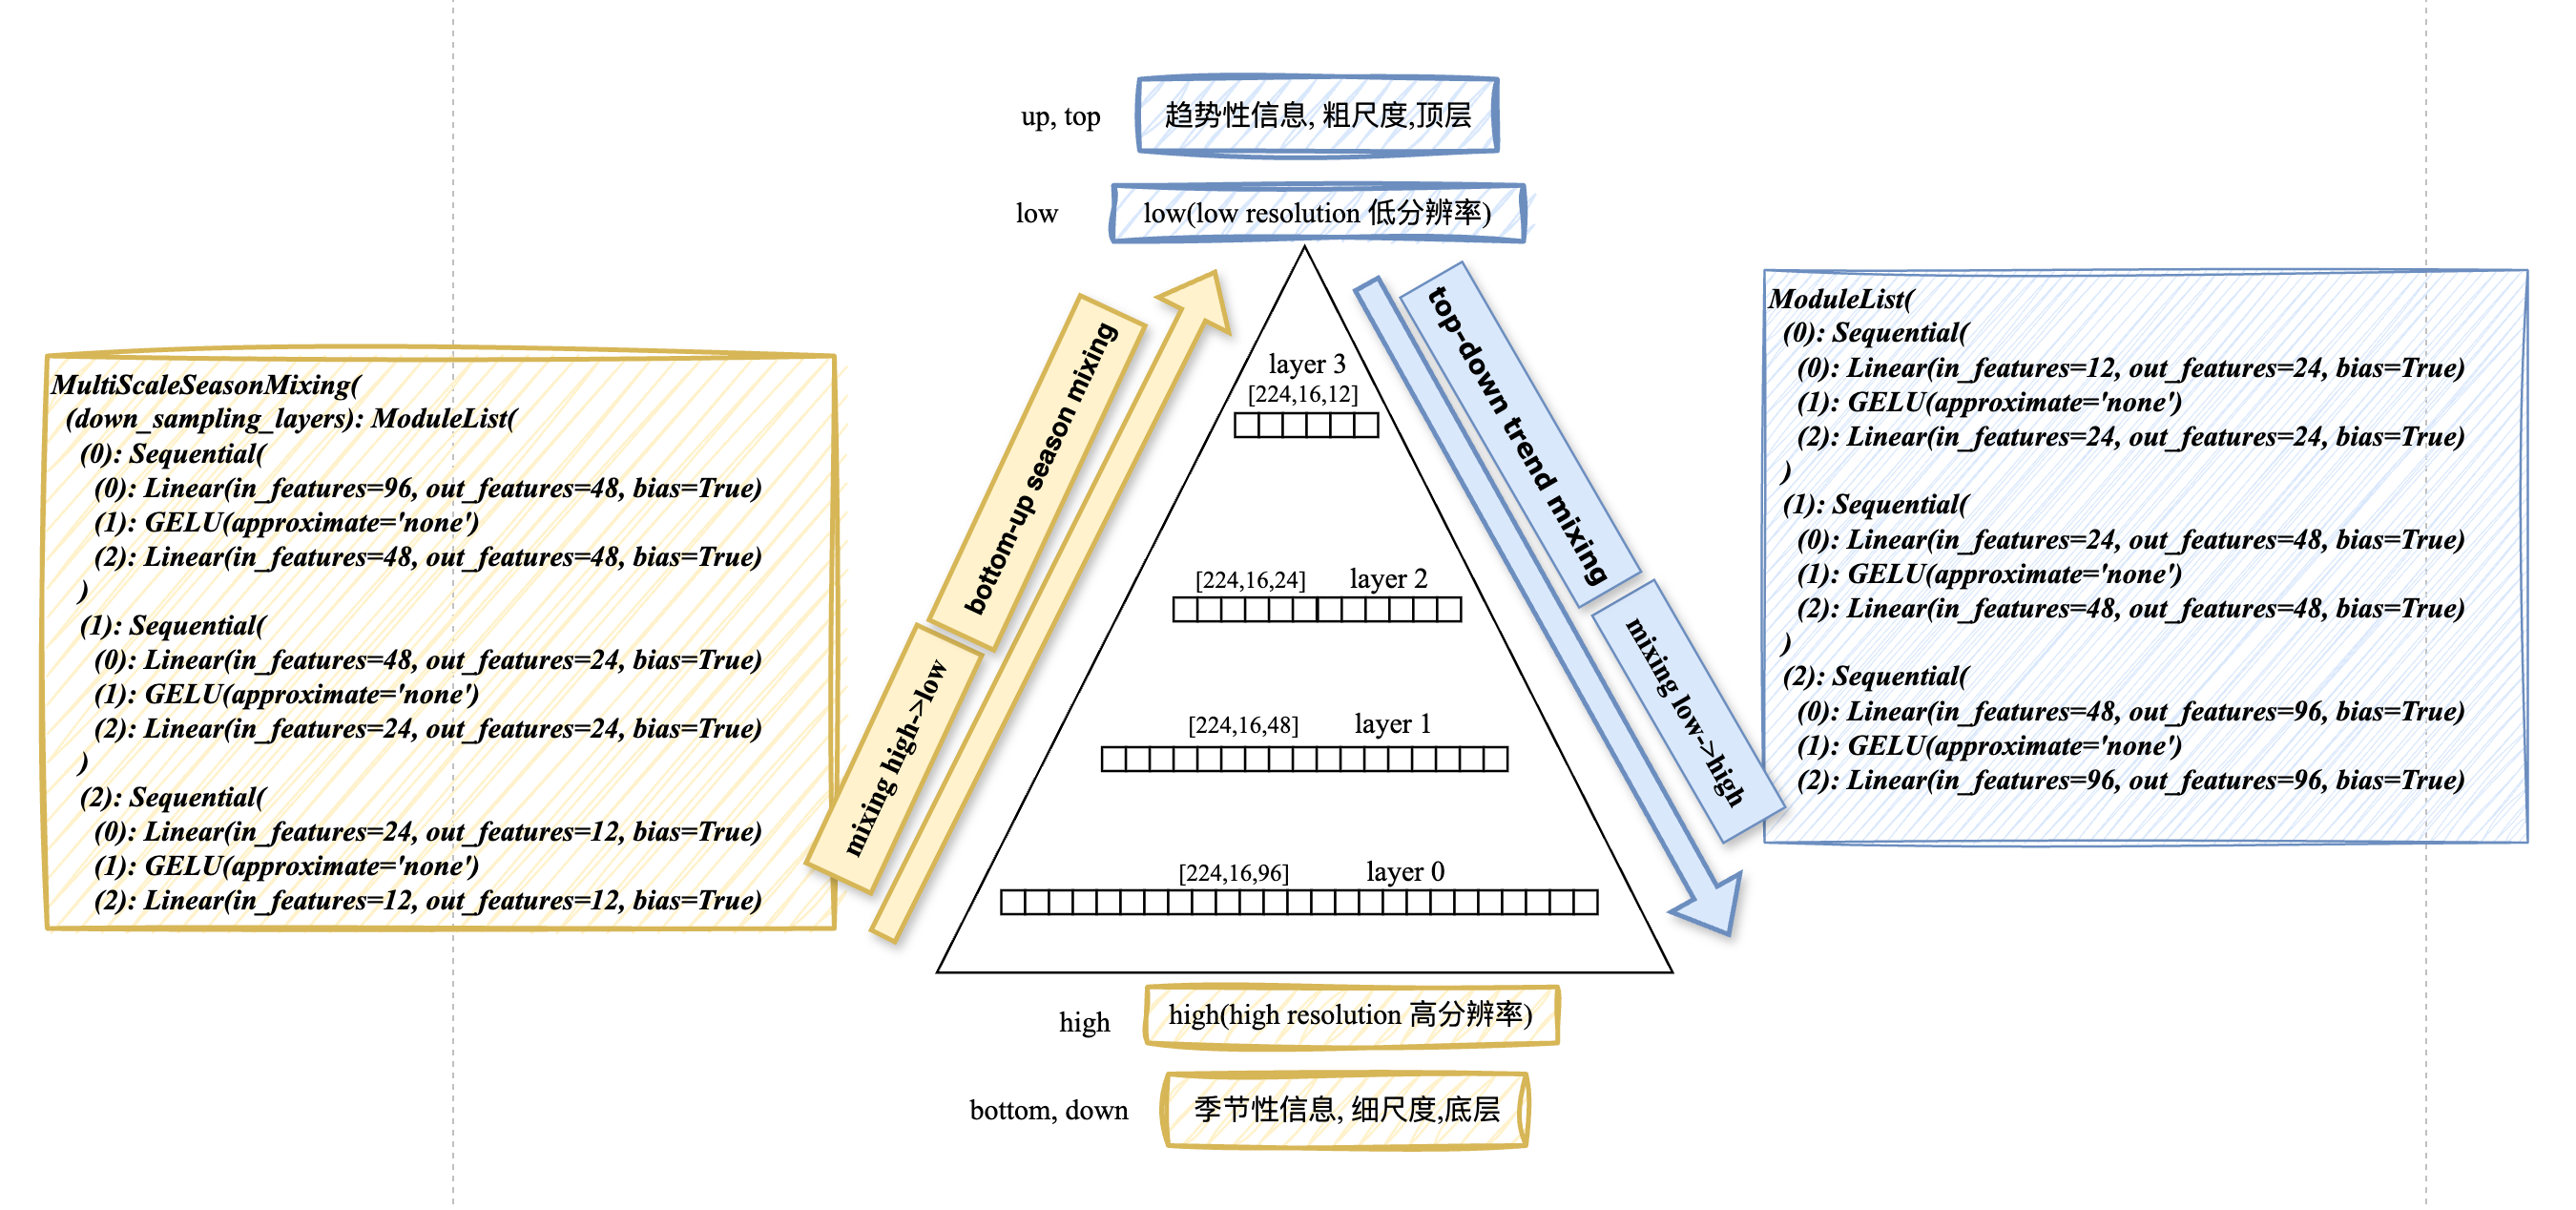 up, top
趋势性信息, 粗尺度,顶层
low
low(low resolution 低分辨率)
MultiScaleSeasonMixing(
(down_sampling_layers): ModuleList(
(0): Sequential(
(0): Linear(in_features=96, out_features=48, bias=True)
(1): GELU(approximate='none')
(2): Linear(in_features=48, out_features=48, bias=True)
)
(1): Sequential(
(0): Linear(in_features=48, out_features=24, bias=True)
(1): GELU(approximate='none')
(2): Linear(in_features=24, out_features=24, bias=True)
)
(2): Sequential(
(0): Linear(in_features=24, out_features=12, bias=True)
(1): GELU(approximate='none')
(2): Linear(in_features=12, out_features=12, bias=True)
bottom-up season mixing
mixing high->low
layer 3
[224,16,12]
[224,16,24] layer 2
[224,16,48] layer 1
[224,16,96] layer 0
top-down trend mixing
mixing low->high
ModuleList(
(0): Sequential(
(0): Linear(in_features=12, out_features=24, bias=True)
(1): GELU(approximate='none')
(2): Linear(in_features=24, out_features=24, bias=True)
)
(1): Sequential(
(0): Linear(in_features=24, out_features=48, bias=True)
(1): GELU(approximate='none')
(2): Linear(in_features=48, out_features=48, bias=True)
)
(2): Sequential(
(0): Linear(in_features=48, out_features=96, bias=True)
(1): GELU(approximate='none')
(2): Linear(in_features=96, out_features=96, bias=True)
high
high(high resolution 高分辨率)
bottom, down
季节性信息, 细尺度,底层